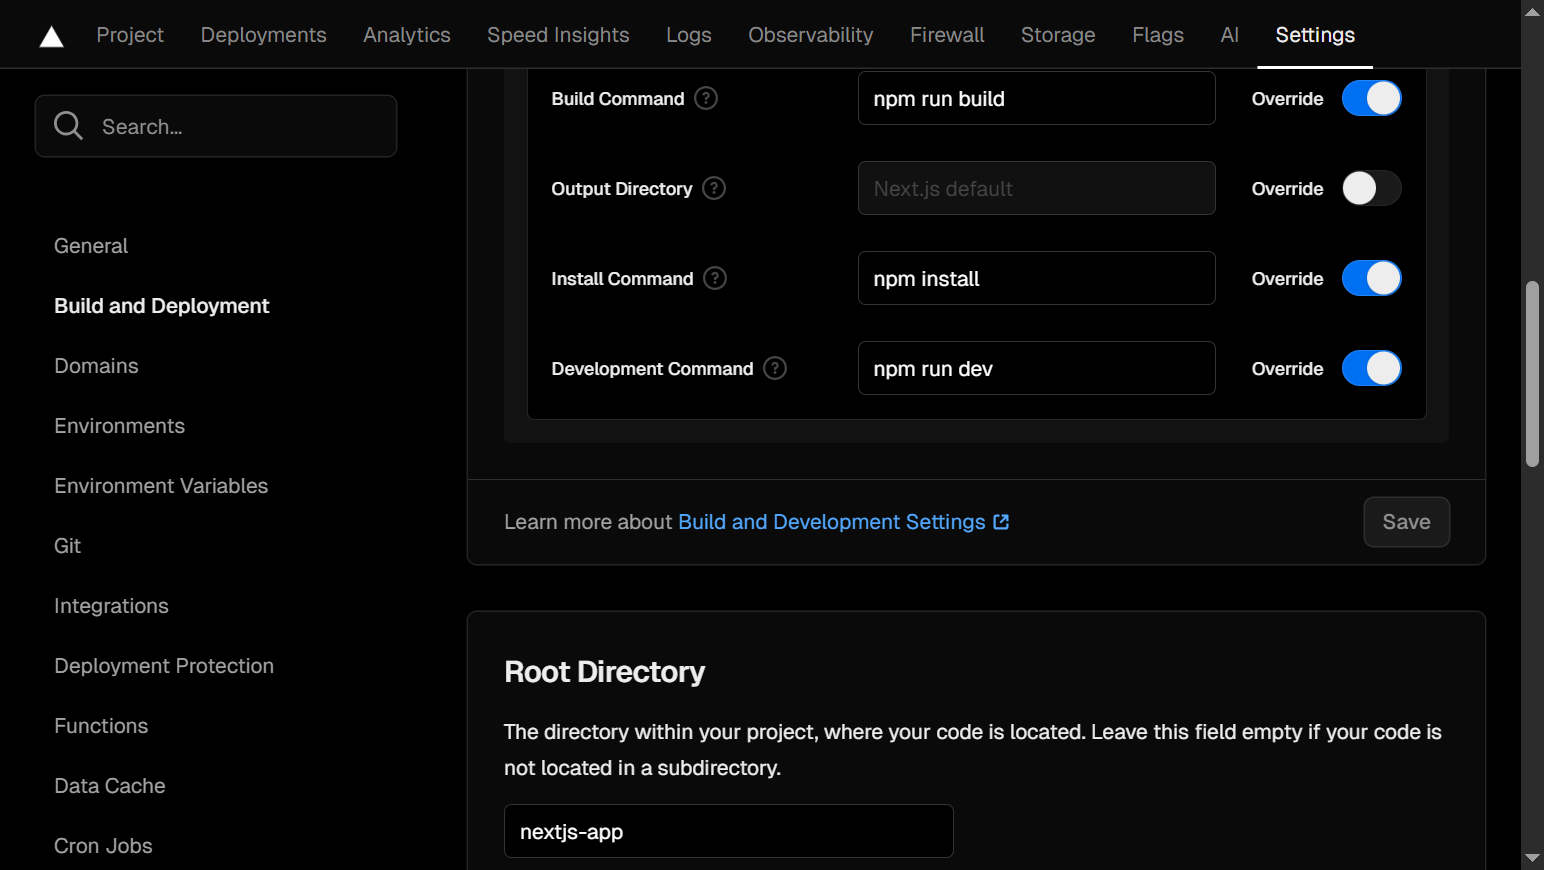 Project Deployments Analytics Speed Insights Logs Observability Firewall Storage Flags AI Settings
Search...
General
Build and Deployment
Domains
Environments
Environment Variables
Git
Integrations
Deployment Protection
Functions
Data Cache
Cron Jobs
Build Command ? npm run build Override
Output Directory ? Next.js default Override
Install Command ? npm install Override
Development Command ? npm run dev Override
Learn more about Build and Development Settings Save
Root Directory
The directory within your project, where your code is located. Leave this field empty if your code is
not located in a subdirectory.
nextjs-app